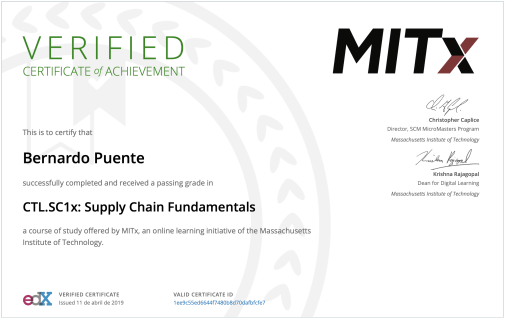 VERIFIED
CERTIFICATE of ACHIEVEMENT
MITx
This is to certify that
Bernardo Puente
successfully completed and received a passing grade in
CTL.SC1x: Supply Chain Fundamentals
a course of study offered by MITx, an online learning initiative of the Massachusetts
Institute of Technology.
Christopher Caplice
Director, SCM MicroMasters Program
Massachusetts Institute of Technology
Krishna Rajagopal
Dean for Digital Learning
Massachusetts Institute of Technology
edX
VERIFIED CERTIFICATE
Issued 11 de abril de 2019
VALID CERTIFICATE ID